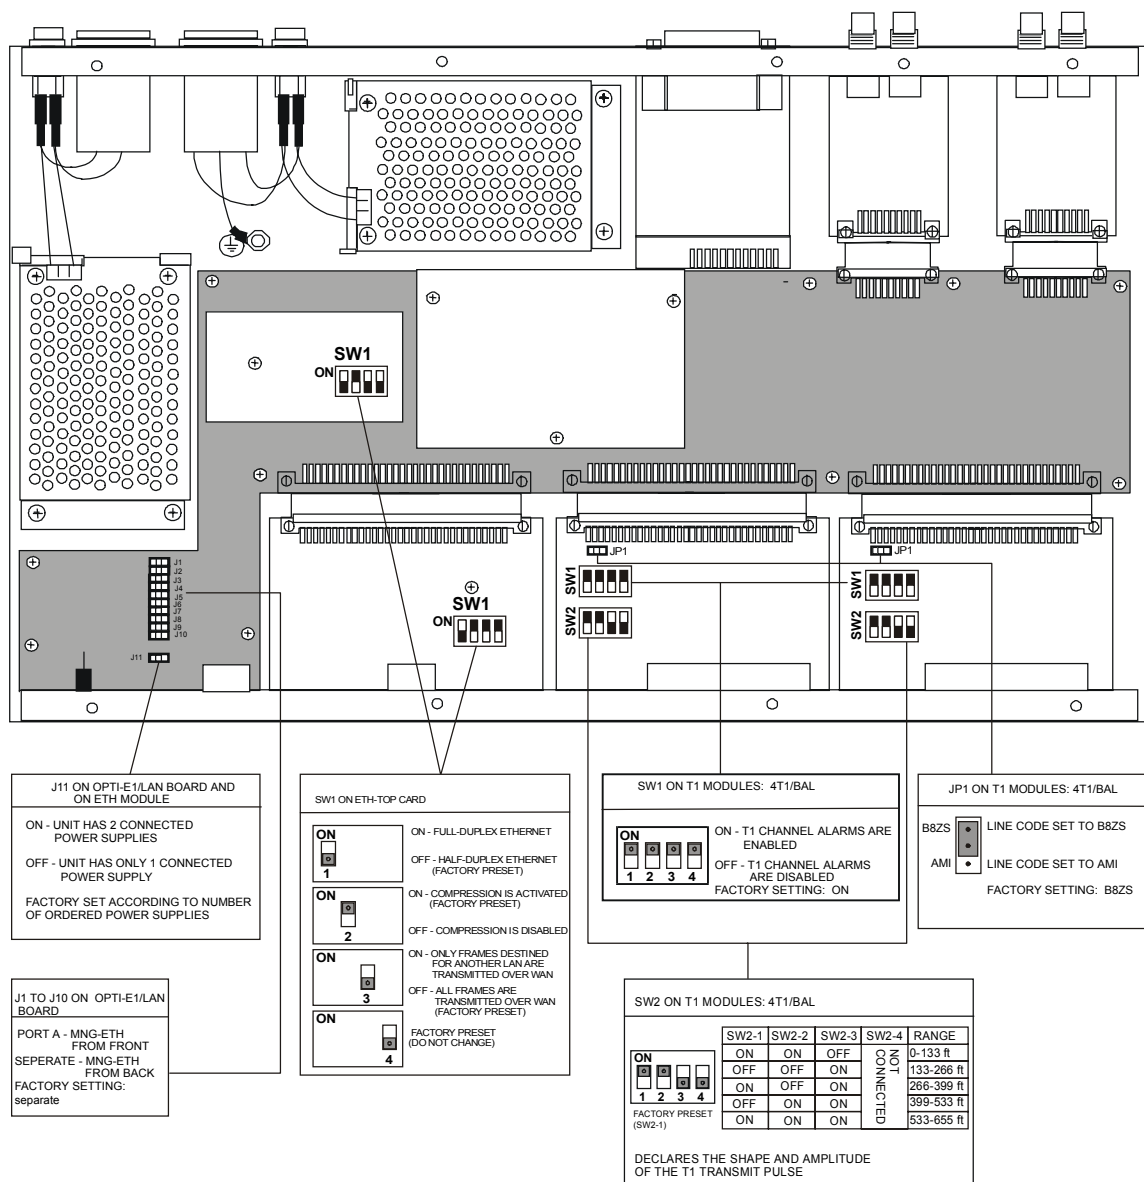 SW1
ON
J1
J2
J3
J4
J5
J6
J7
J8
J9
J10
J11
SW1
ON
JP1
SW1
SW2
JP1
SW1
SW2
J11 ON OPTI-E1/LAN BOARD AND
ON ETH MODULE
ON - UNIT HAS 2 CONNECTED
POWER SUPPLIES
OFF - UNIT HAS ONLY 1 CONNECTED
POWER SUPPLY
FACTORY SET ACCORDING TO NUMBER
OF ORDERED POWER SUPPLIES
J1 TO J10 ON OPTI-E1/LAN
BOARD
PORT A - MNG-ETH
FROM FRONT
SEPERATE - MNG-ETH
FROM BACK
FACTORY SETTING:
separate
SW1 ON ETH-TOP CARD
ON
1
ON - FULL-DUPLEX ETHERNET
OFF - HALF-DUPLEX ETHERNET
(FACTORY PRESET)
ON
2
ON - COMPRESSION IS ACTIVATED
(FACTORY PRESET)
OFF - COMPRESSION IS DISABLED
ON
3
ON - ONLY FRAMES DESTINED
FOR ANOTHER LAN ARE
TRANSMITTED OVER WAN
OFF - ALL FRAMES ARE
TRANSMITTED OVER WAN
(FACTORY PRESET)
ON
4
FACTORY PRESET
(DO NOT CHANGE)
SW1 ON T1 MODULES: 4T1/BAL
ON
1 2 3 4
ON - T1 CHANNEL ALARMS ARE
ENABLED
OFF - T1 CHANNEL ALARMS
ARE DISABLED
FACTORY SETTING: ON
JP1 ON T1 MODULES: 4T1/BAL
B8ZS LINE CODE SET TO B8ZS
AMI LINE CODE SET TO AMI
FACTORY SETTING: B8ZS
SW2 ON T1 MODULES: 4T1/BAL
ON
1 2 3 4
FACTORY PRESET
(SW2-1)
SW2-1 SW2-2 SW2-3 SW2-4 RANGE
ON ON OFF 0-133 ft
OFF OFF ON 133-266 ft
ON OFF ON 266-399 ft
OFF ON ON 399-533 ft
ON ON ON 533-655 ft
NOT
CONNECTED
DECLARES THE SHAPE AND AMPLITUDE
OF THE T1 TRANSMIT PULSE